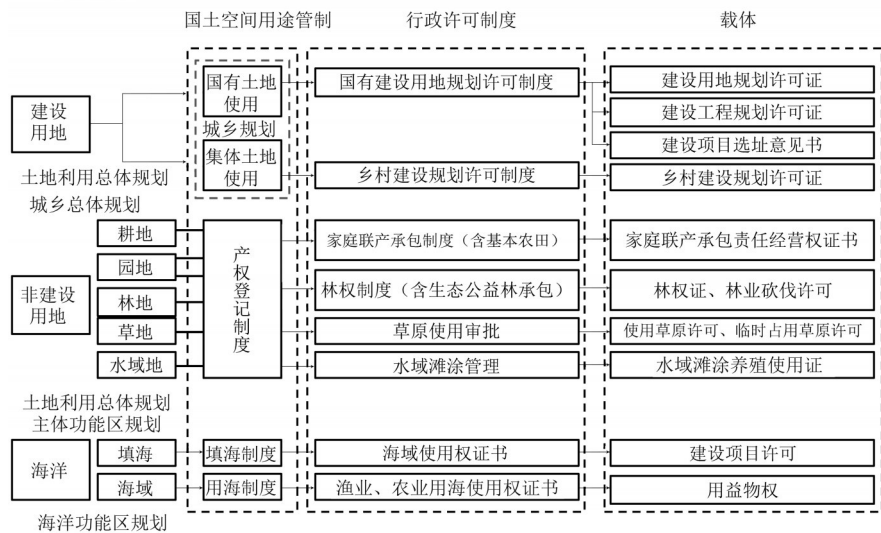 国土空间用途管制
行政许可制度
载体
建设
用地
国有土地
使用
城乡规划
集体土地
使用
国有建设用地规划许可制度
乡村建设规划许可制度
建设用地规划许可证
建设工程规划许可证
建设项目选址意见书
乡村建设规划许可证
土地利用总体规划
城乡总体规划
非建设
用地
耕地
园地
林地
草地
水域地
产权登记制度
家庭联产承包制度（含基本农田）
林权制度（含生态公益林承包）
草原使用审批
水域滩涂管理
家庭联产承包责任经营权证书
林权证、林业砍伐许可
使用草原许可、临时占用草原许可
水域滩涂养殖使用证
土地利用总体规划
主体功能区规划
海洋
填海
海域
填海制度
用海制度
海域使用权证书
渔业、农业用海使用权证书
建设项目许可
用益物权
海洋功能区规划